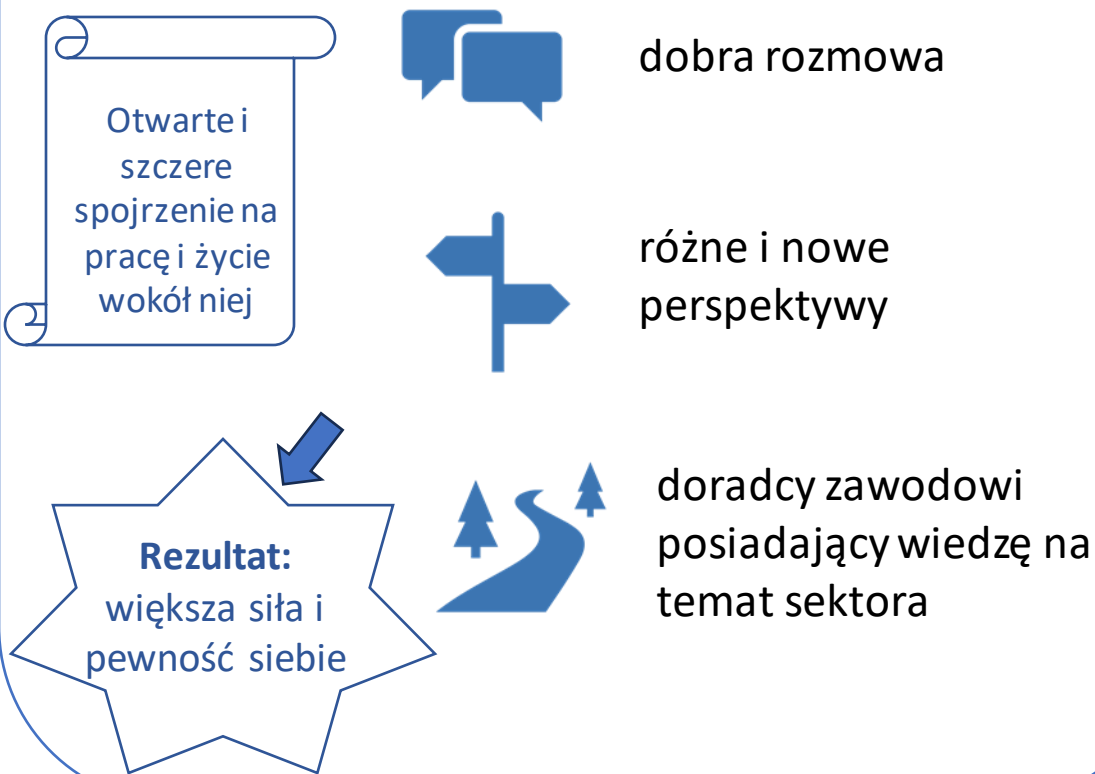 Otwarte i
szczere
spojrzenie na
pracę i życie
wokół niej
dobra rozmowa
różne i nowe
perspektywy
Rezultat:
większa siła i
pewność siebie
doradcy zawodowi
posiadający wiedzę na
temat sektora